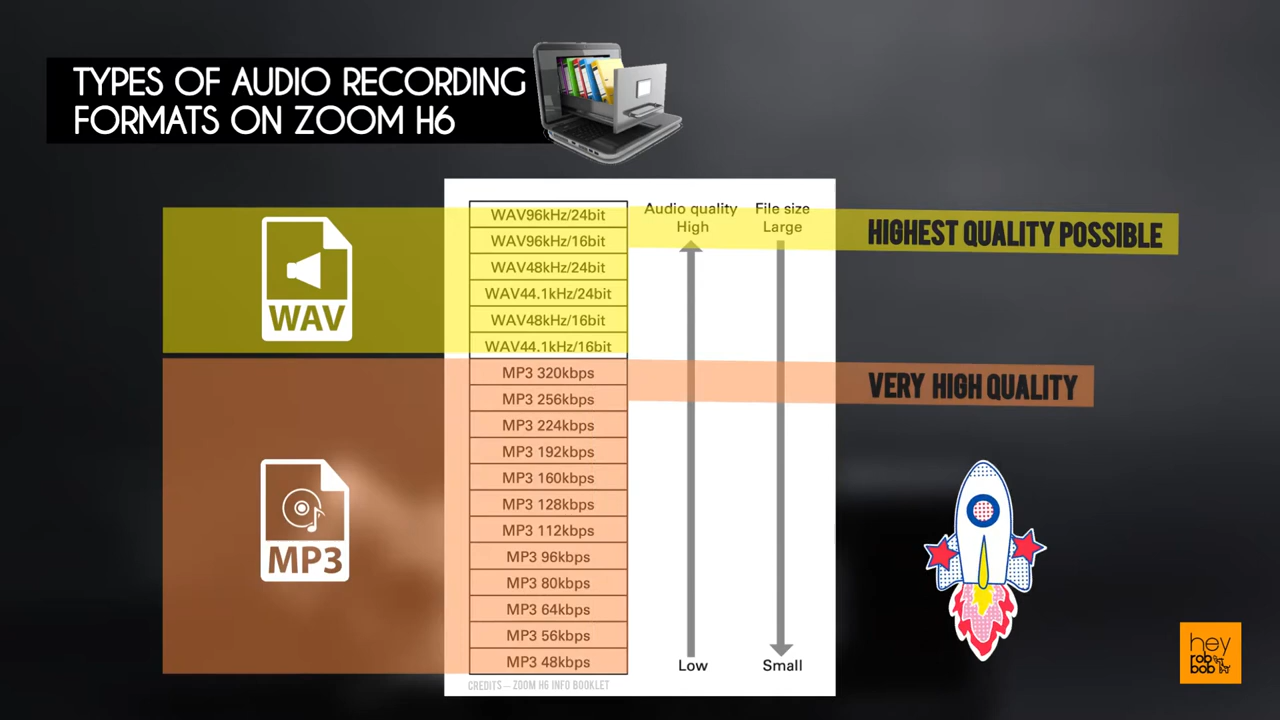 TYPES OF AUDIO RECORDING
FORMATS ON ZOOM H6
WAV
MP3
WAV96kHz/24bit
WAV96kHz/16bit
WAV48kHz/24bit
WAV44.1kHz/24bit
WAV48kHz/16bit
WAV44.1kHz/16bit
MP3 320kbps
MP3 256kbps
MP3 224kbps
MP3 192kbps
MP3 160kbps
MP3 128kbps
MP3 112kbps
MP3 96kbps
MP3 80kbps
MP3 64kbps
MP3 56kbps
MP3 48kbps
Audio quality
High
Low
File size
Large
Small
HIGHEST QUALITY POSSIBLE
VERY HIGH QUALITY
CREDITS – ZOOM H6 INFO BOOKLET
hey
rob
bob